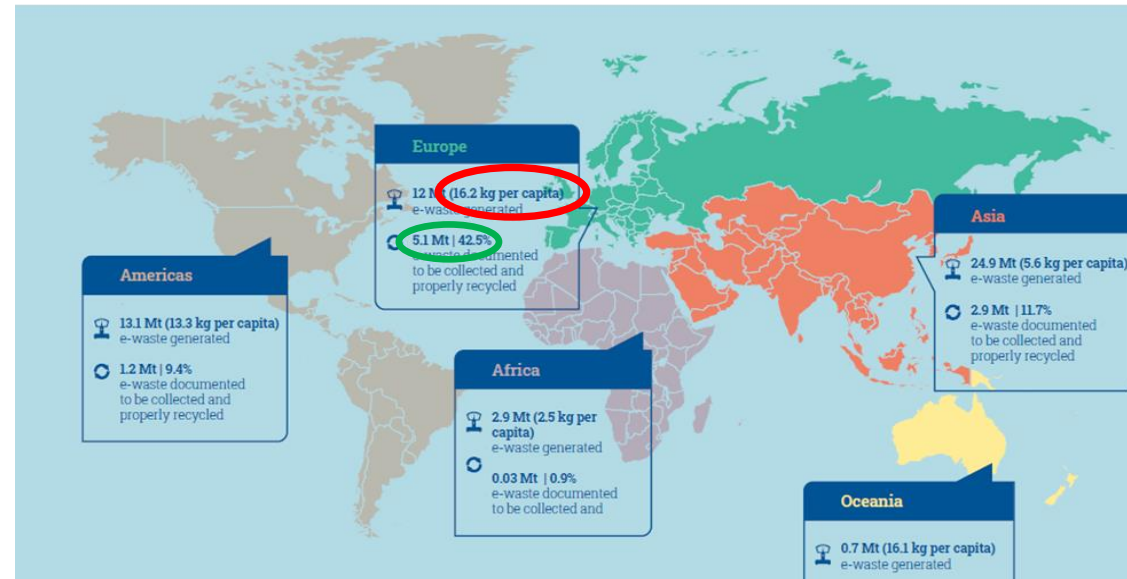 Europe
12 Mt (16.2 kg per capita)
e-waste generated
5.1 Mt | 42.5%
e-waste documented
to be collected and
properly recycled
Americas
13.1 Mt (13.3 kg per capita)
e-waste generated
1.2 Mt | 9.4%
e-waste documented
to be collected and
properly recycled
Africa
2.9 Mt (2.5 kg per
capita)
e-waste generated
0.03 Mt | 0.9%
e-waste documented
to be collected and
Asia
24.9 Mt (5.6 kg per capita)
e-waste generated
2.9 Mt | 11.7%
e-waste documented
to be collected and
properly recycled
Oceania
0.7 Mt (16.1 kg per capita)
e-waste generated